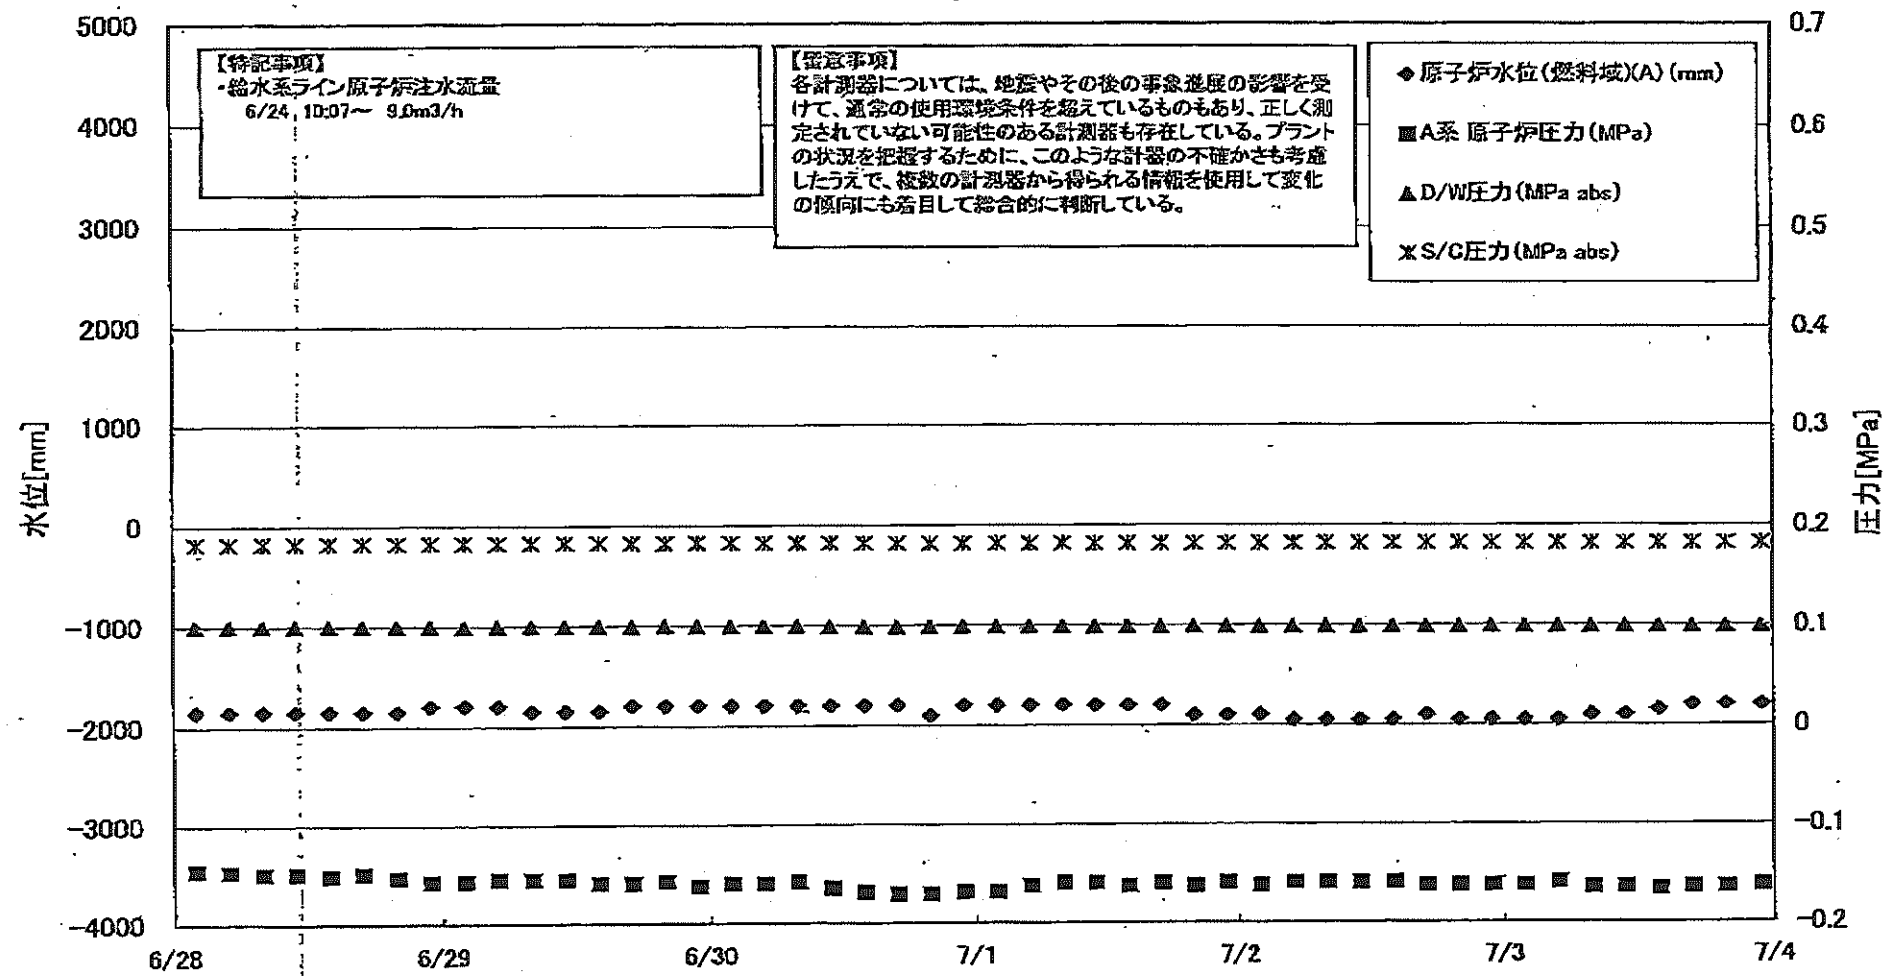 5000
4000
3000
2000
1000
0
-1000
-2000
-3000
-4000
水位[mm]
【特記事項】
・給水系ライン原子炉注水流量
6/24 10:07～ 9.0m3/h
【留意事項】
各計測器については、地震やその後の事象進展の影響を受
けて、通常の使用環境条件を超えているものもあり、正しく測
定されていない可能性のある計測器も存在している。プラント
の状況を把握するために、このような計器の不確かさも考慮
したうえで、複数の計測器から得られる情報を使用して変化
の傾向にも着目して総合的に判断している。
◆原子炉水位(燃料域)(A)(mm)
■A系 原子炉圧力(MPa)
▲D/W圧力(MPa abs)
S/C圧力(MPa abs)
0.7
0.6
0.5
0.4
0.3
0.2
0.1
0
-0.1
-0.2
圧力[MPa]
6/28 6/29 6/30 7/1 7/2 7/3 7/4